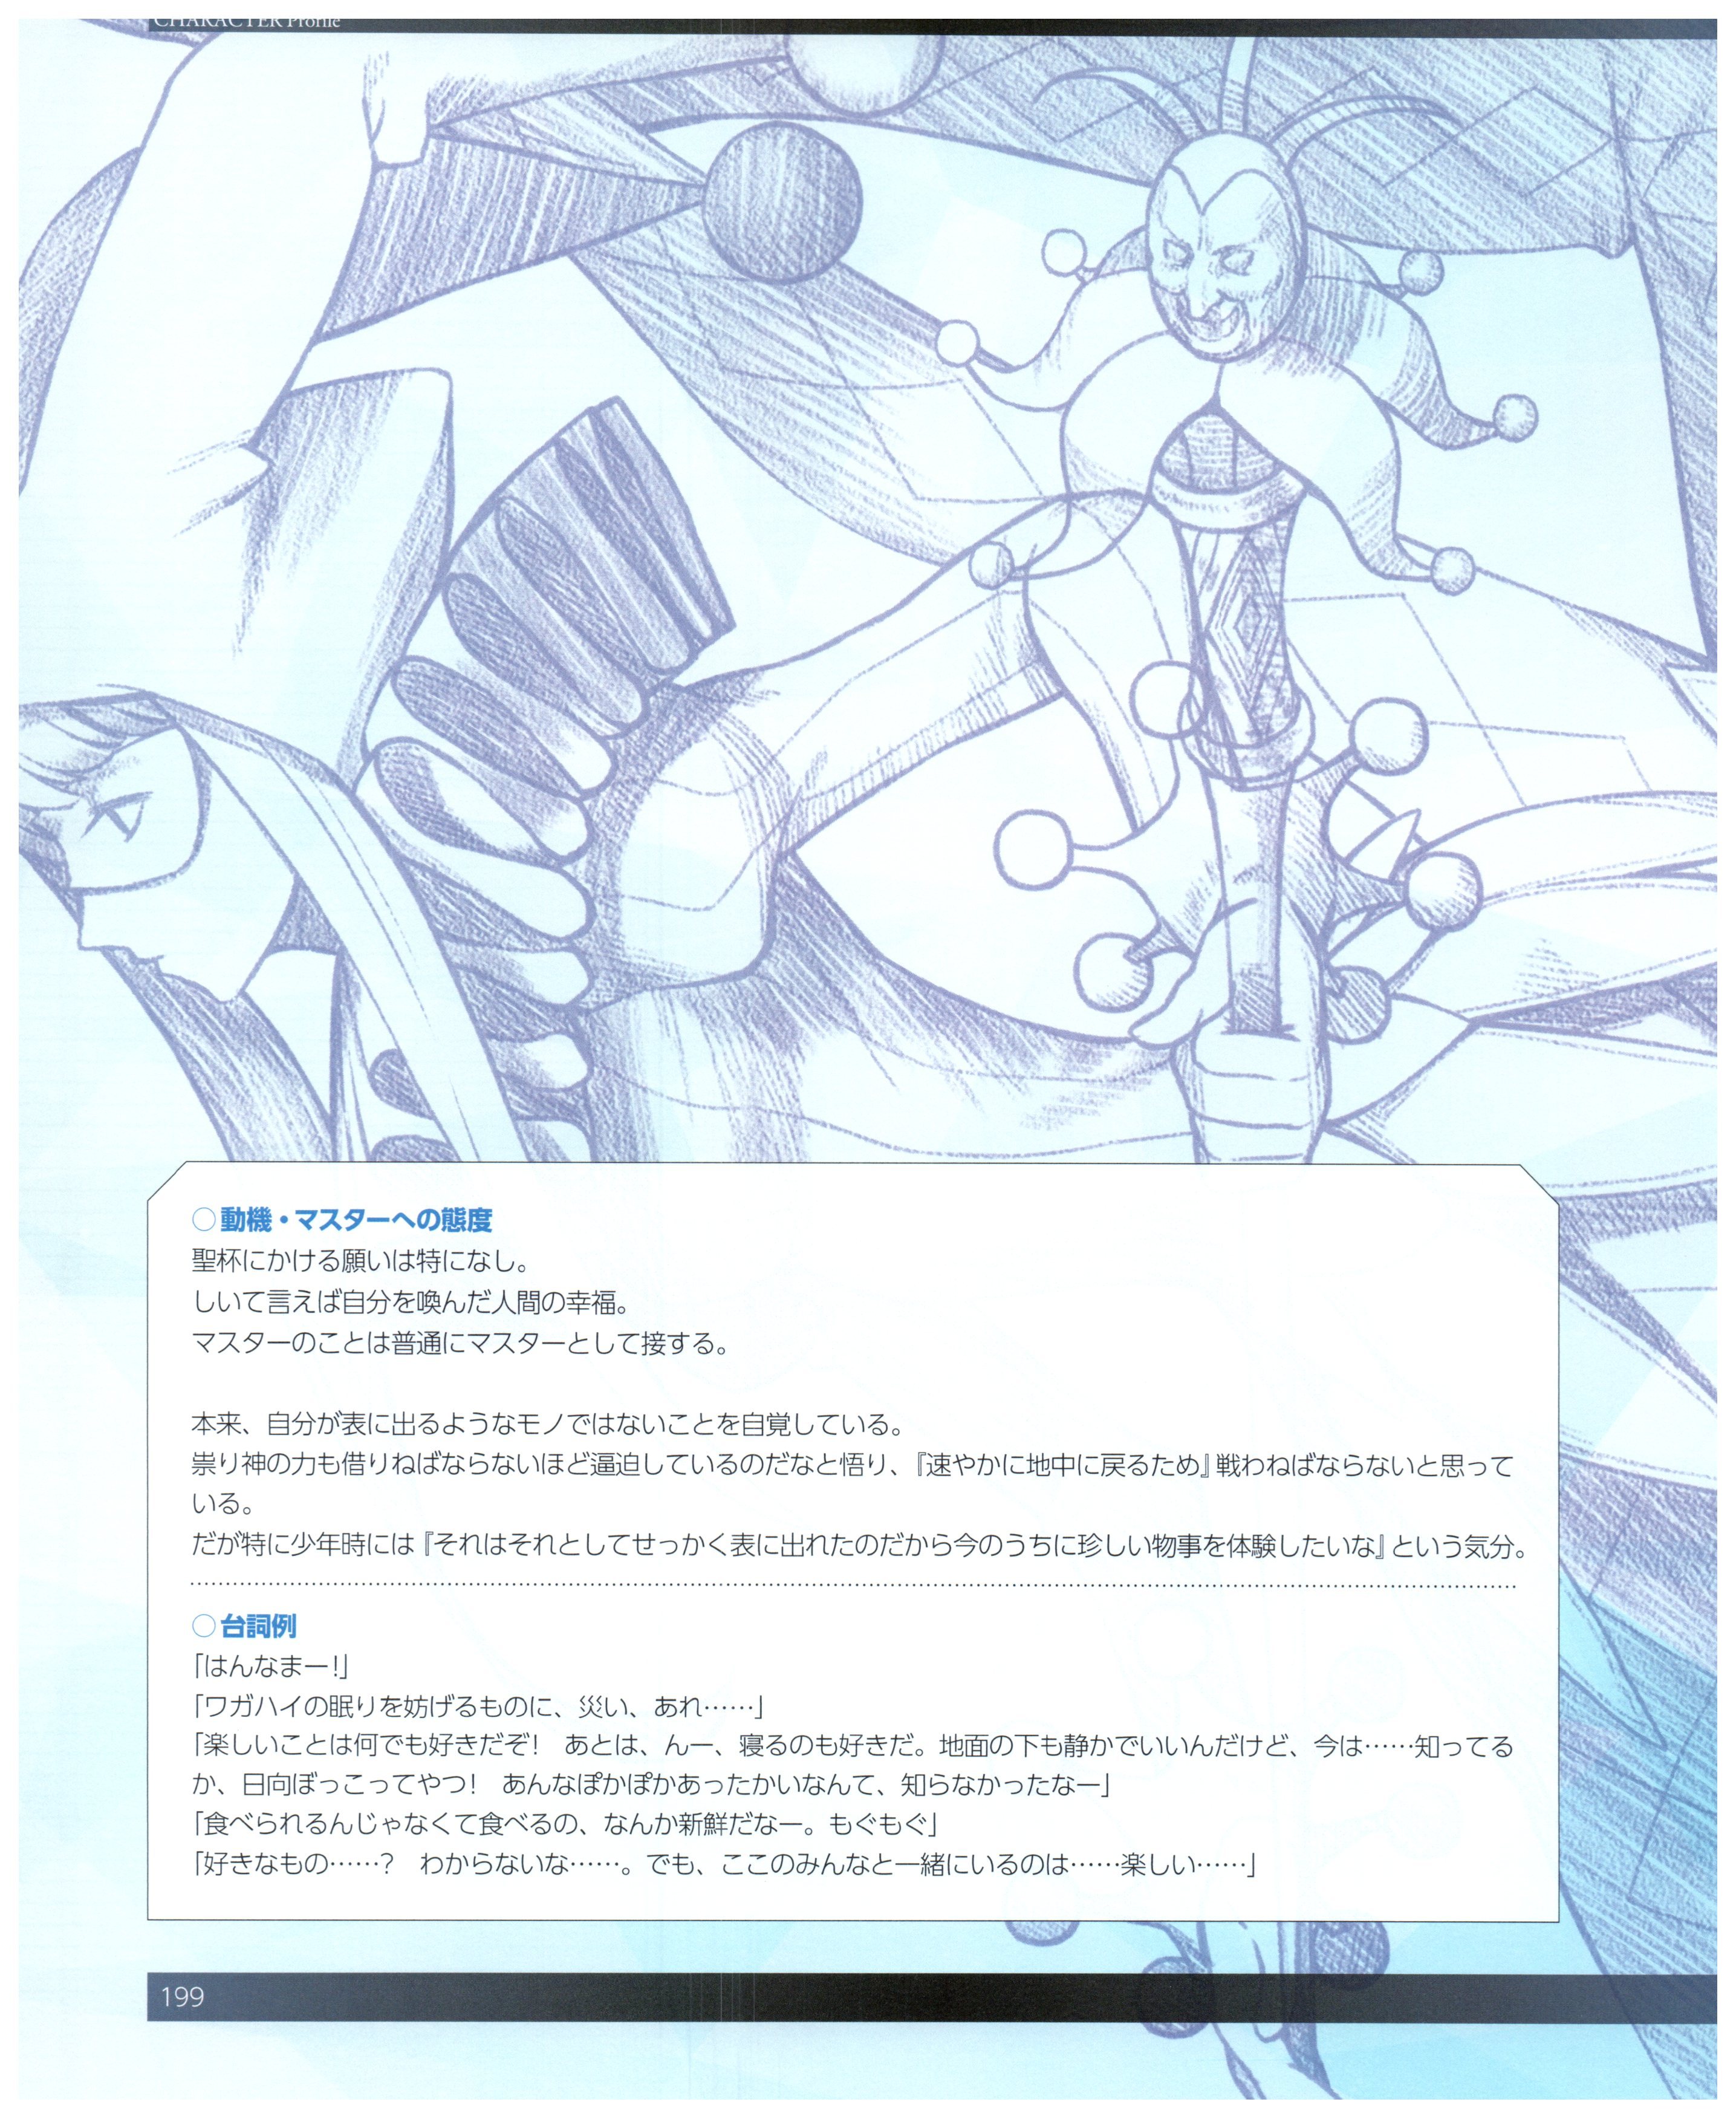 CHARACTER Profile
○動機・マスターへの態度
聖杯にかける願いは特になし。
しいて言えば自分を喚んだ人間の幸福。
マスターのことは普通にマスターとして接する。
本来、自分が表に出るようなモノではないことを自覚している。
祟り神の力も借りねばならないほど逼迫しているのだなと悟り、『速やかに地中に戻るため』戦わねばならないと思って
いる。
だが特に少年時には『それはそれとしてせっかく表に出れたのだから今のうちに珍しい物事を体験したいな』という気分。
○台詞例
「はんなまー!」
「ワガハイの眠りを妨げるものに、災い、あれ……」
「楽しいことは何でも好きだぞ!　あとは、んー、寝るのも好きだ。地面の下も静かでいいんだけど、今は……知ってる
か、日向ぼっこってやつ!　あんなぽかぽかあったかいなんて、知らなかったなー」
「食べられるんじゃなくて食べるの、なんか新鮮だなー。もぐもぐ」
「好きなもの……?　わからないな……。でも、ここのみんなと一緒にいるのは……楽しい……」
199